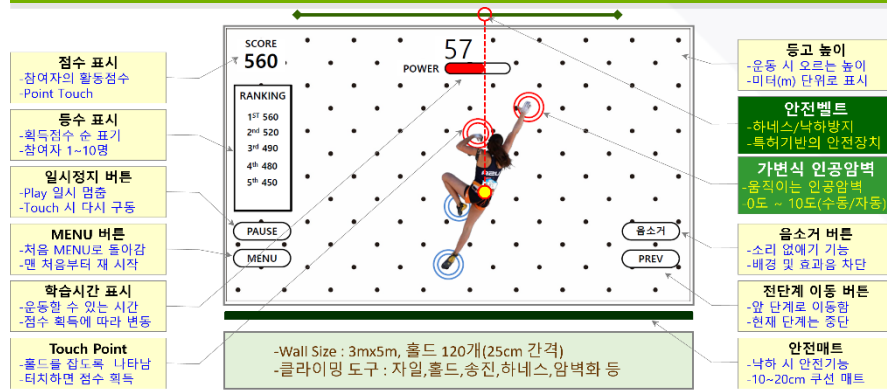 점수 표시
-참여자의 활동점수
-Point Touch
등수 표시
-획득점수 순 표기
-참여자 1~10명
일시정지 버튼
-Play 일시 멈춤
-Touch 시 다시 구동
MENU 버튼
-처음 MENU로 돌아감
-맨 처음부터 재 시작
학습시간 표시
-운동할 수 있는 시간
-점수 획득에 따라 변동
Touch Point
-홀드를 잡도록 나타남
-터치하면 점수 획득
SCORE
560
57
POWER
RANKING
1ST 560
2nd 520
3rd 490
4th 480
5th 450
PAUSE
MENU
음소거
PREV
-Wall Size : 3mx5m, 홀드 120개(25cm 간격)
-클라이밍 도구 : 자일,홀드,송진,하네스,암벽화 등
등고 높이
-운동 시 오르는 높이
-미터(m) 단위로 표시
안전벨트
-하네스/낙하방지
-특허기반의 안전장치
가변식 인공암벽
-움직이는 인공암벽
-0도 ~ 10도(수동/자동)
음소거 버튼
-소리 없애기 기능
-배경 및 효과음 차단
전단계 이동 버튼
-앞 단계로 이동함
-현재 단계는 중단
안전매트
-낙하 시 안전기능
-10~20cm 쿠션 매트